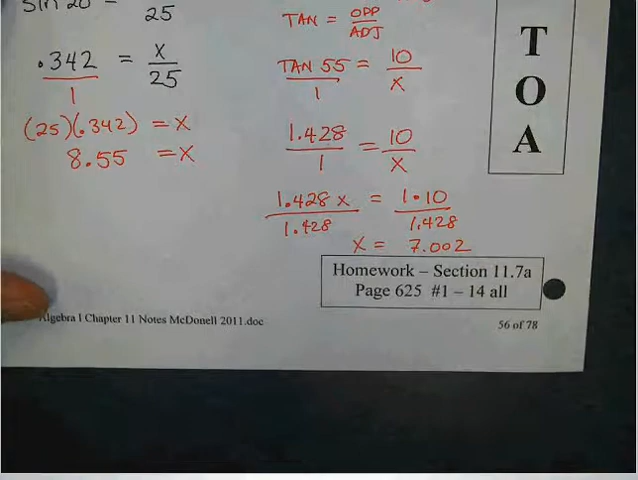 25
.342 = x
1 25
(25)(.342) = x
8.55 = x
TAN = OPP
ADJ
TAN 55 = 10
1 x
1.428 = 10
1 x
1.428 x = 1 • 10
1.428 1.428
x = 7.002
T
O
A
Homework – Section 11.7a
Page 625 #1 – 14 all
Algebra I Chapter 11 Notes McDonell 2011.doc
56 of 78